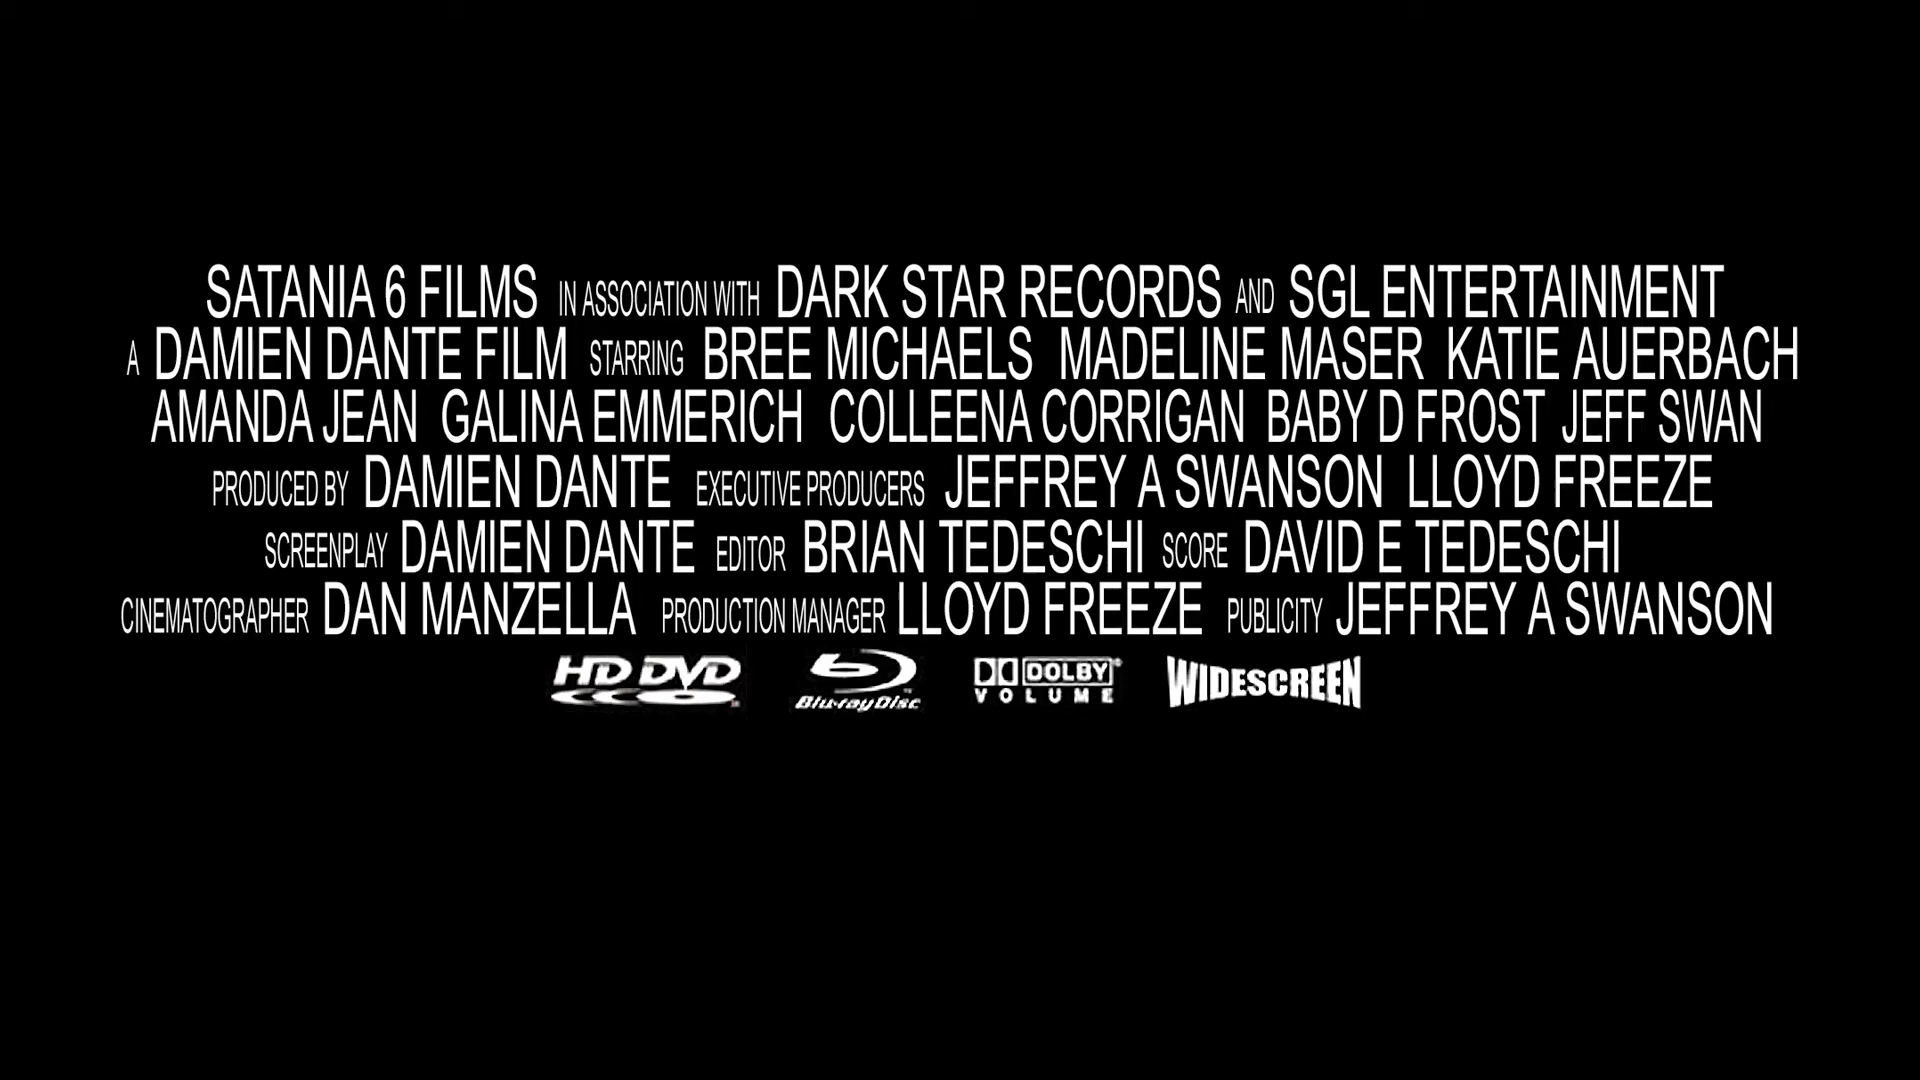 SATANIA 6 FILMS IN ASSOCIATION WITH DARK STAR RECORDS AND SGL ENTERTAINMENT
A DAMIEN DANTE FILM STARRING BREE MICHAELS MADELINE MASER KATIE AUERBACH
AMANDA JEAN GALINA EMMERICH COLLEENA CORRIGAN BABY D FROST JEFF SWAN
PRODUCED BY DAMIEN DANTE EXECUTIVE PRODUCERS JEFFREY A SWANSON LLOYD FREEZE
SCREENPLAY DAMIEN DANTE EDITOR BRIAN TEDESCHI SCORE DAVID E TEDESCHI
CINEMATOGRAPHER DAN MANZELLA PRODUCTION MANAGER LLOYD FREEZE PUBLICITY JEFFREY A SWANSON
HD DVD Blu-ray Disc DOLBY VOLUME WIDESCREEN